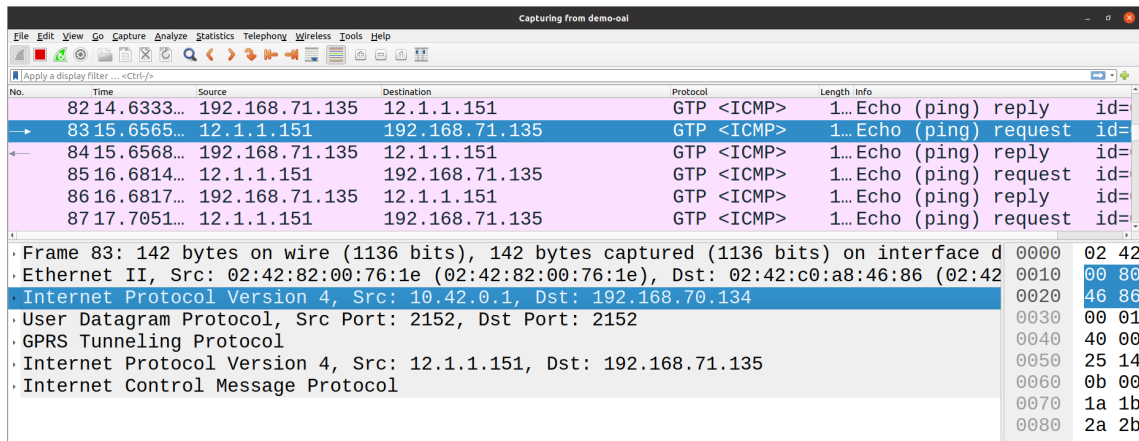 Capturing from demo-oai
File Edit View Go Capture Analyze Statistics Telephony Wireless Tools Help
Apply a display filter ... <Ctrl-/>
No. Time Source Destination Protocol Length Info
82 14.6333… 192.168.71.135 12.1.1.151 GTP <ICMP> 1… Echo (ping) reply id=
83 15.6565… 12.1.1.151 192.168.71.135 GTP <ICMP> 1… Echo (ping) request id=
84 15.6568… 192.168.71.135 12.1.1.151 GTP <ICMP> 1… Echo (ping) reply id=
85 16.6814… 12.1.1.151 192.168.71.135 GTP <ICMP> 1… Echo (ping) request id=
86 16.6817… 192.168.71.135 12.1.1.151 GTP <ICMP> 1… Echo (ping) reply id=
87 17.7051… 12.1.1.151 192.168.71.135 GTP <ICMP> 1… Echo (ping) request id=
Frame 83: 142 bytes on wire (1136 bits), 142 bytes captured (1136 bits) on interface d
Ethernet II, Src: 02:42:82:00:76:1e (02:42:82:00:76:1e), Dst: 02:42:c0:a8:46:86 (02:42
Internet Protocol Version 4, Src: 10.42.0.1, Dst: 192.168.70.134
User Datagram Protocol, Src Port: 2152, Dst Port: 2152
GPRS Tunneling Protocol
Internet Protocol Version 4, Src: 12.1.1.151, Dst: 192.168.71.135
Internet Control Message Protocol
0000 02 42
0010 00 80
0020 46 86
0030 00 01
0040 40 00
0050 25 14
0060 0b 00
0070 1a 1b
0080 2a 2b